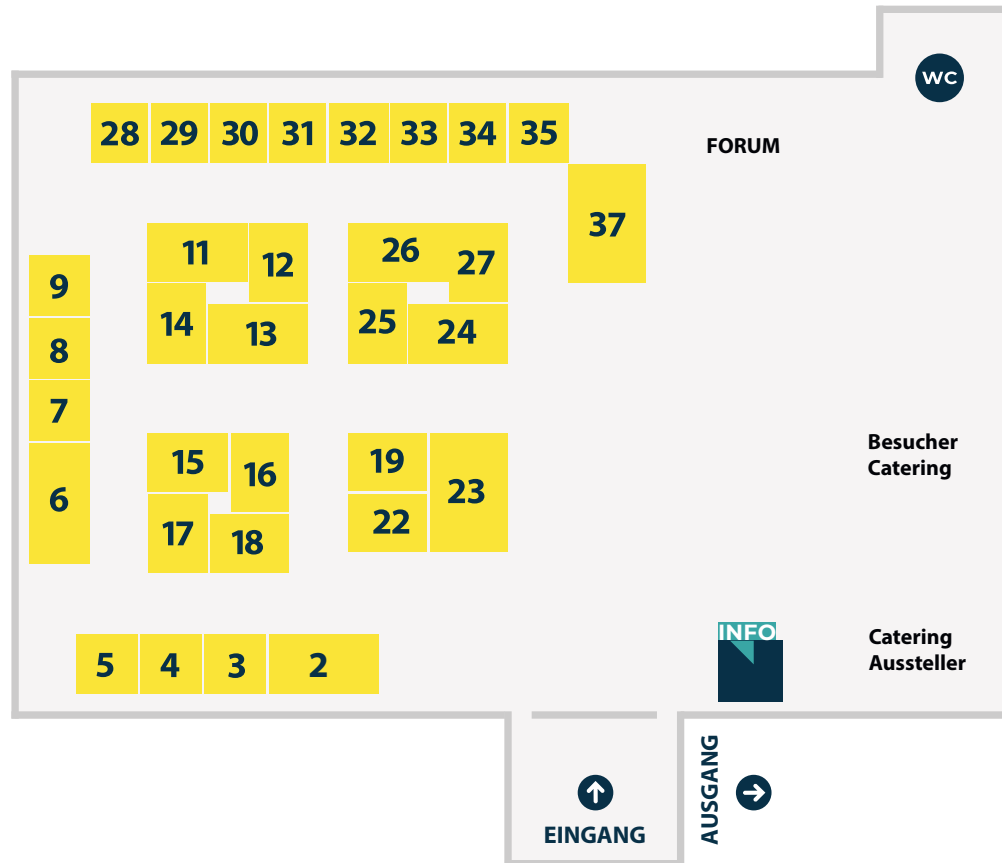 WC
28 29 30 31 32 33 34 35
FORUM
37
11 12 26 27
9
14 13 25 24
8
7
Besucher
Catering
15 16 19 23
6
17 18 22
INFO
Catering
Aussteller
5 4 3 2
AUSGANG
EINGANG